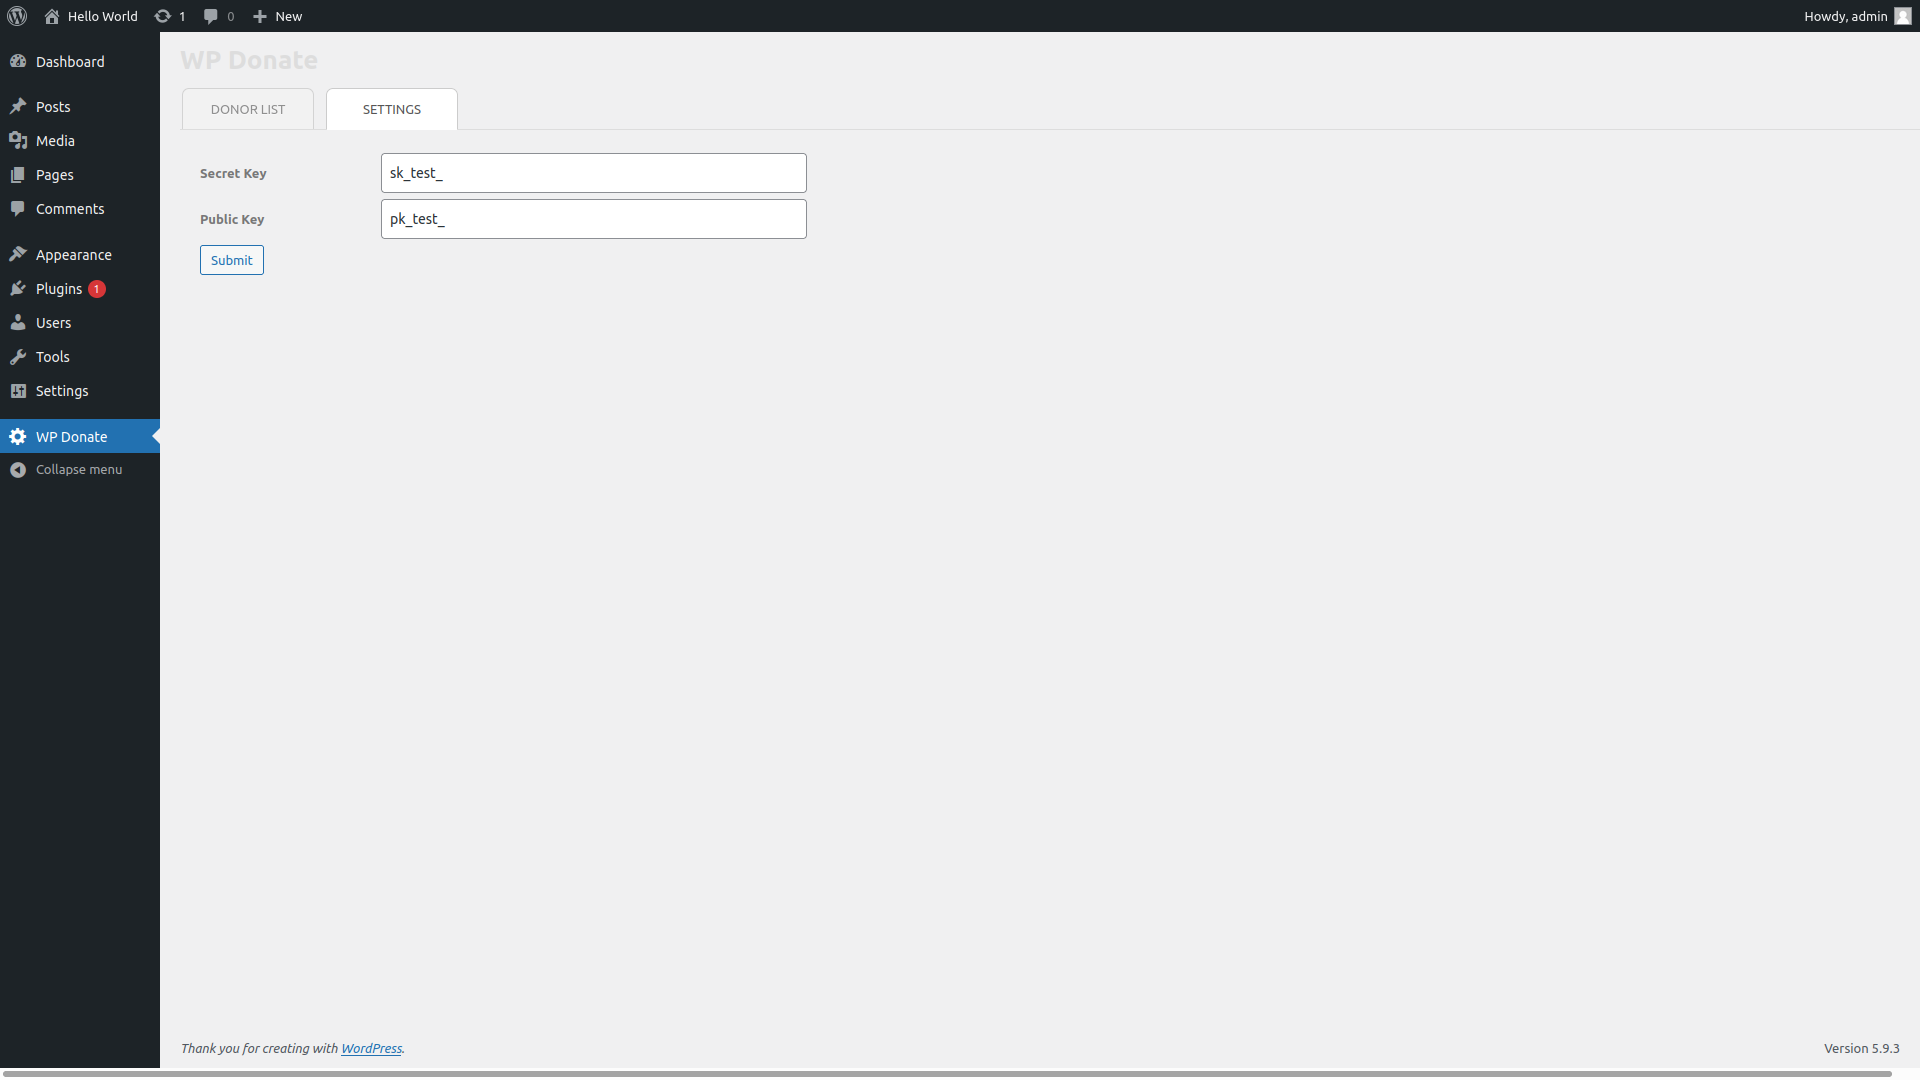 Hello World 1 0 New Howdy, admin
Dashboard
Posts
Media
Pages
Comments
Appearance
Plugins 1
Users
Tools
Settings
WP Donate
Collapse menu
WP Donate
DONOR LIST SETTINGS
Secret Key sk_test_
Public Key pk_test_
Submit
Thank you for creating with WordPress. Version 5.9.3